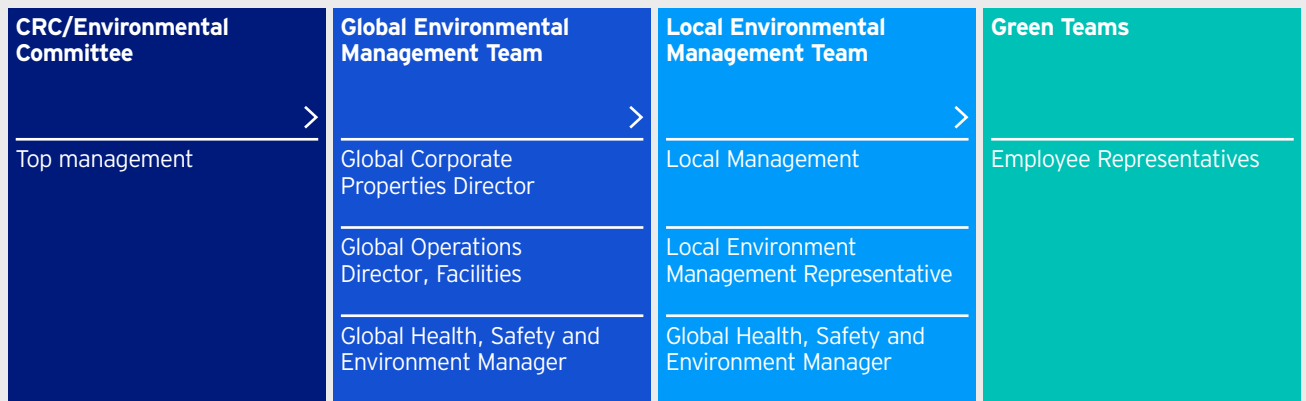 CRC/Environmental
Committee
Top management
Global Environmental
Management Team
Global Corporate
Properties Director
Global Operations
Director, Facilities
Global Health, Safety and
Environment Manager
Local Environmental
Management Team
Local Management
Local Environment
Management Representative
Global Health, Safety and
Environment Manager
Green Teams
Employee Representatives